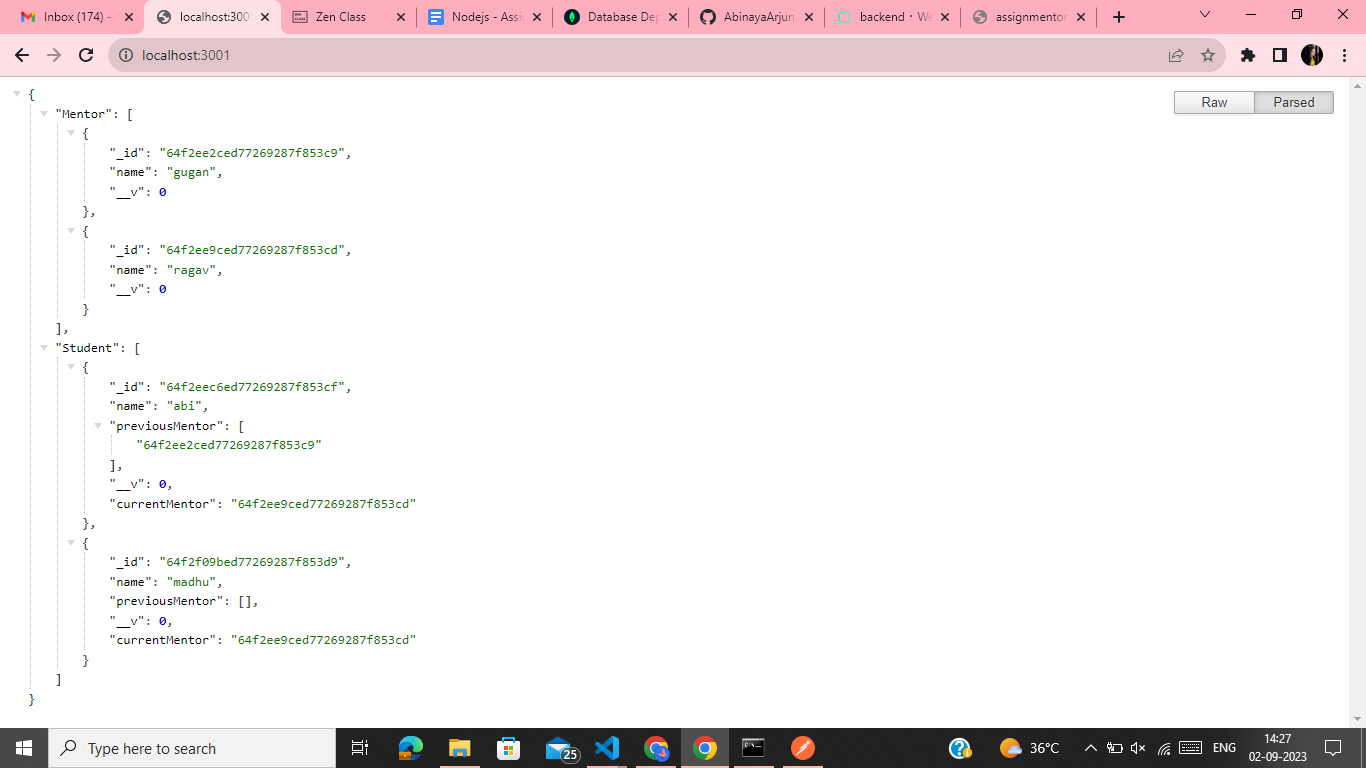 Inbox (174) -
localhost:300
Zen Class
Nodejs - Assi
Database Dep
AbinayaArjun
backend · We
assignmentor
localhost:3001
Raw
Parsed
{
"Mentor": [
{
"_id": "64f2ee2ced77269287f853c9",
"name": "gugan",
"__v": 0
},
{
"_id": "64f2ee9ced77269287f853cd",
"name": "ragav",
"__v": 0
}
],
"Student": [
{
"_id": "64f2eec6ed77269287f853cf",
"name": "abi",
"previousMentor": [
"64f2ee2ced77269287f853c9"
],
"__v": 0,
"currentMentor": "64f2ee9ced77269287f853cd"
},
{
"_id": "64f2f09bed77269287f853d9",
"name": "madhu",
"previousMentor": [],
"__v": 0,
"currentMentor": "64f2ee9ced77269287f853cd"
}
]
}
Type here to search
25
36°C
ENG
14:27
02-09-2023